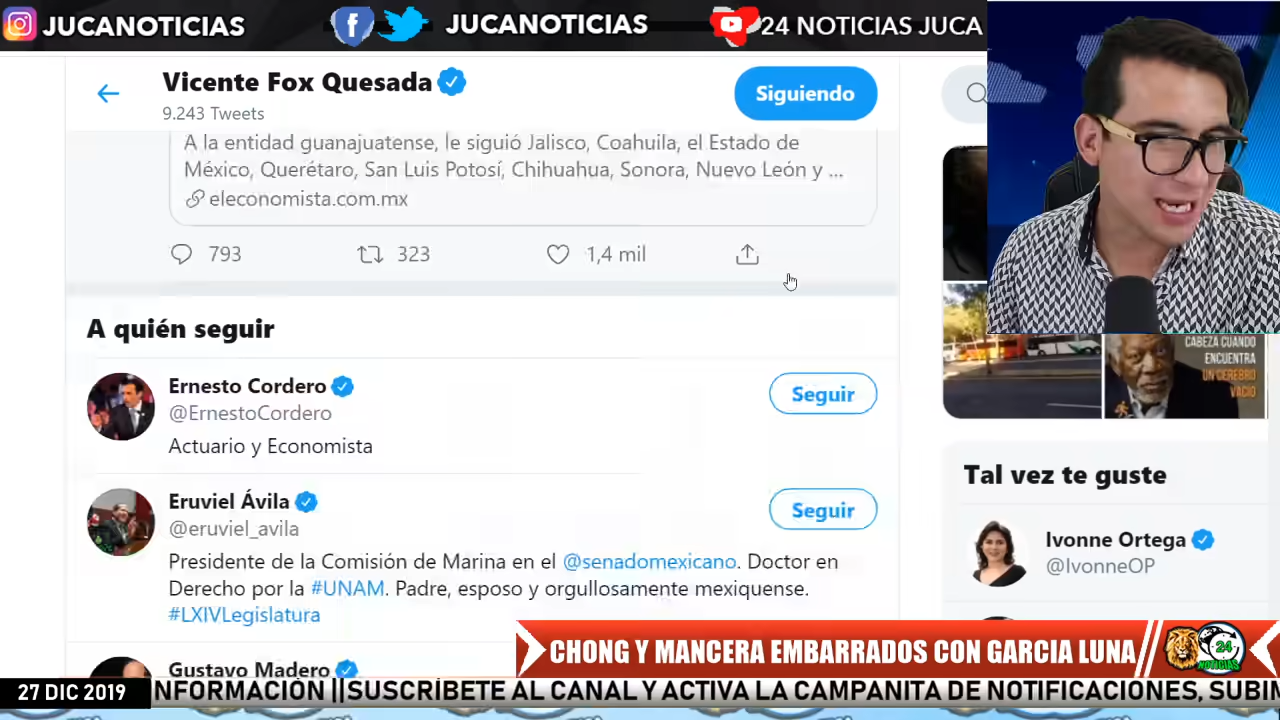 JUCANOTICIAS
JUCANOTICIAS
24 NOTICIAS JUCA
Vicente Fox Quesada
9.243 Tweets
Siguiendo
A la entidad guanajuatense, le siguió Jalisco, Coahuila, el Estado de
México, Querétaro, San Luis Potosí, Chihuahua, Sonora, Nuevo León y ...
eleconomista.com.mx
793
323
1,4 mil
A quién seguir
Ernesto Cordero
@ErnestoCordero
Actuario y Economista
Seguir
Eruviel Ávila
@eruviel_avila
Seguir
Presidente de la Comisión de Marina en el @senadomexicano. Doctor en
Derecho por la #UNAM. Padre, esposo y orgullosamente mexiquense.
#LXIVLegislatura
Gustavo Madero
CABEZA CUANDO
ENCUENTRA
UN CEREBRO
VACIO
Tal vez te guste
Ivonne Ortega
@IvonneOP
CHONG Y MANCERA EMBARRADOS CON GARCIA LUNA
24
NOTICIAS
27 DIC 2019
INFORMACIÓN ||SUSCRÍBETE AL CANAL Y ACTIVA LA CAMPANITA DE NOTIFICACIONES, SUBIM